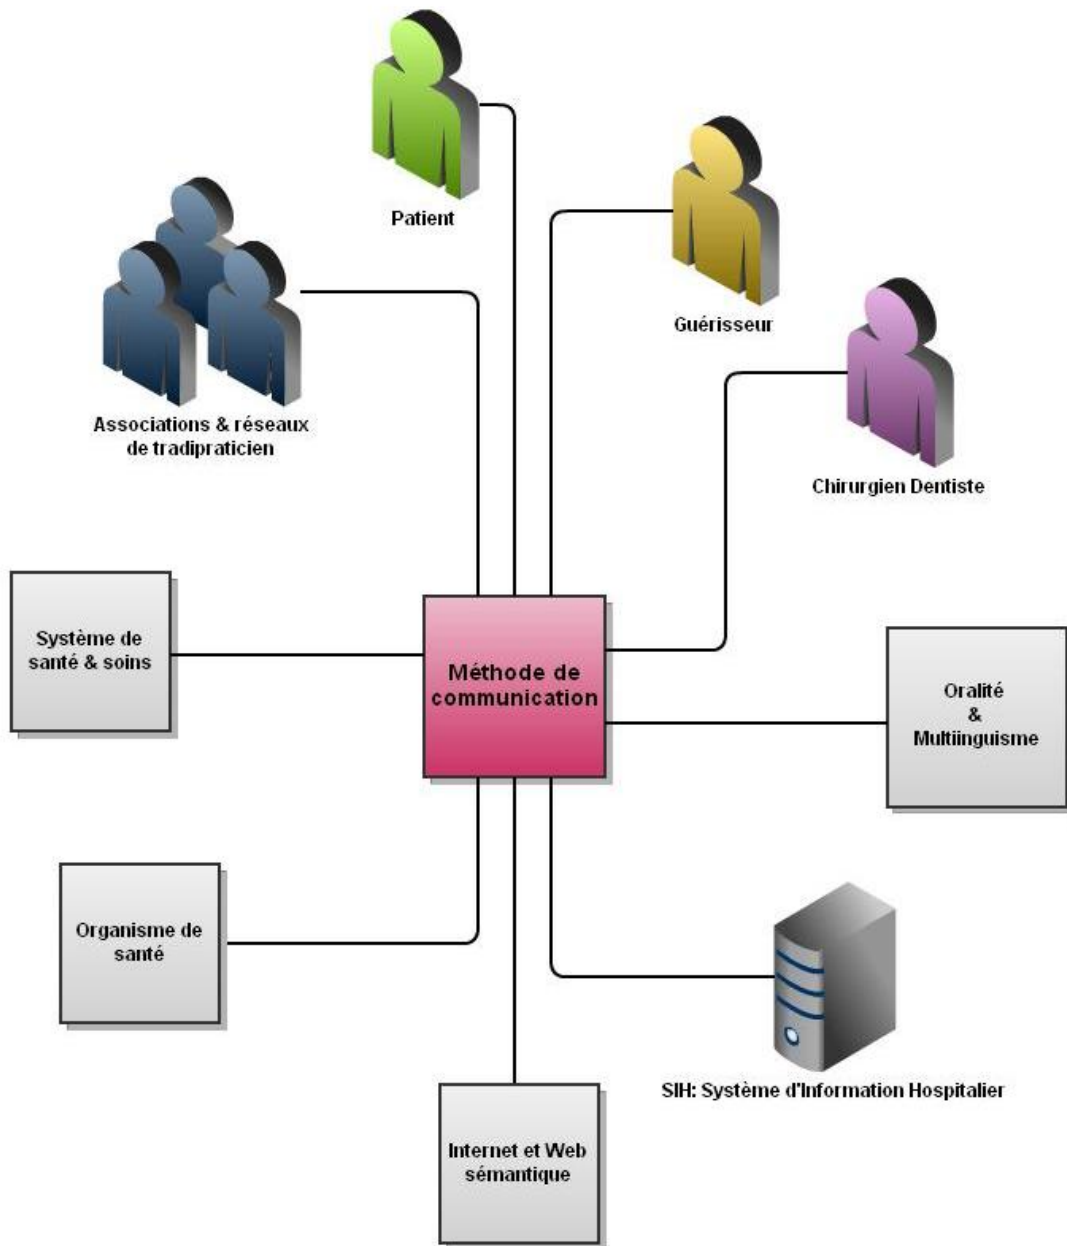 Patient
Guérisseur
Associations & réseaux
de tradipraticien
Chirurgien Dentiste
Système de
santé & soins
Méthode de
communication
Oralité
&
Multiinguisme
Organisme de
santé
SIH: Système d'Information Hospitalier
Internet et Web
sémantique